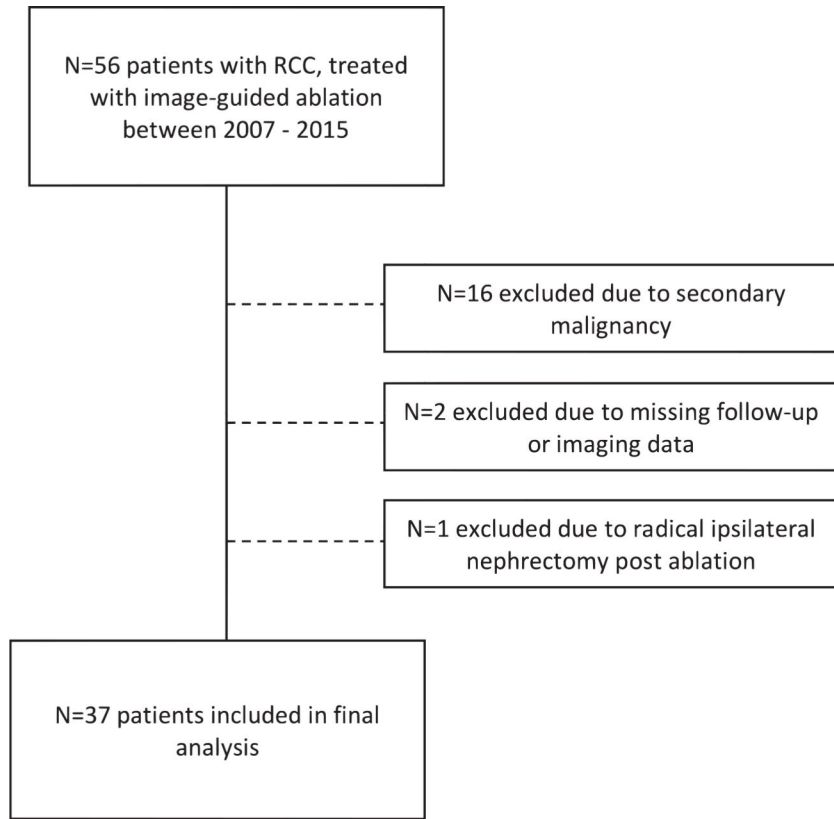 N=56 patients with RCC, treated
with image-guided ablation
between 2007 - 2015
N=16 excluded due to secondary
malignancy
N=2 excluded due to missing follow-up
or imaging data
N=1 excluded due to radical ipsilateral
nephrectomy post ablation
N=37 patients included in final
analysis